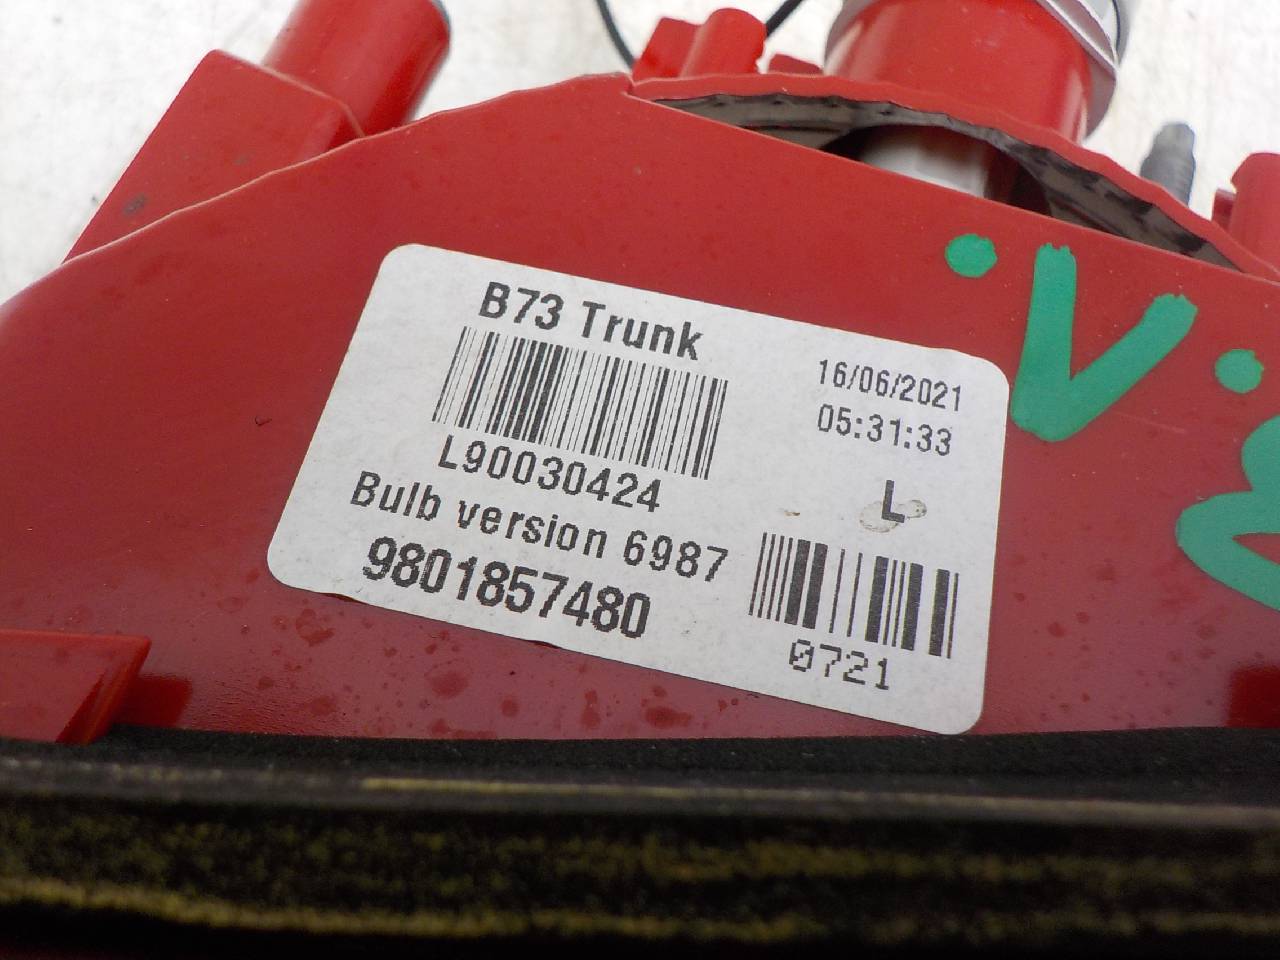 B73 Trunk
L90030424
Bulb version 6987
9801857480
16/06/2021
05:31:33
L
0721
.V.